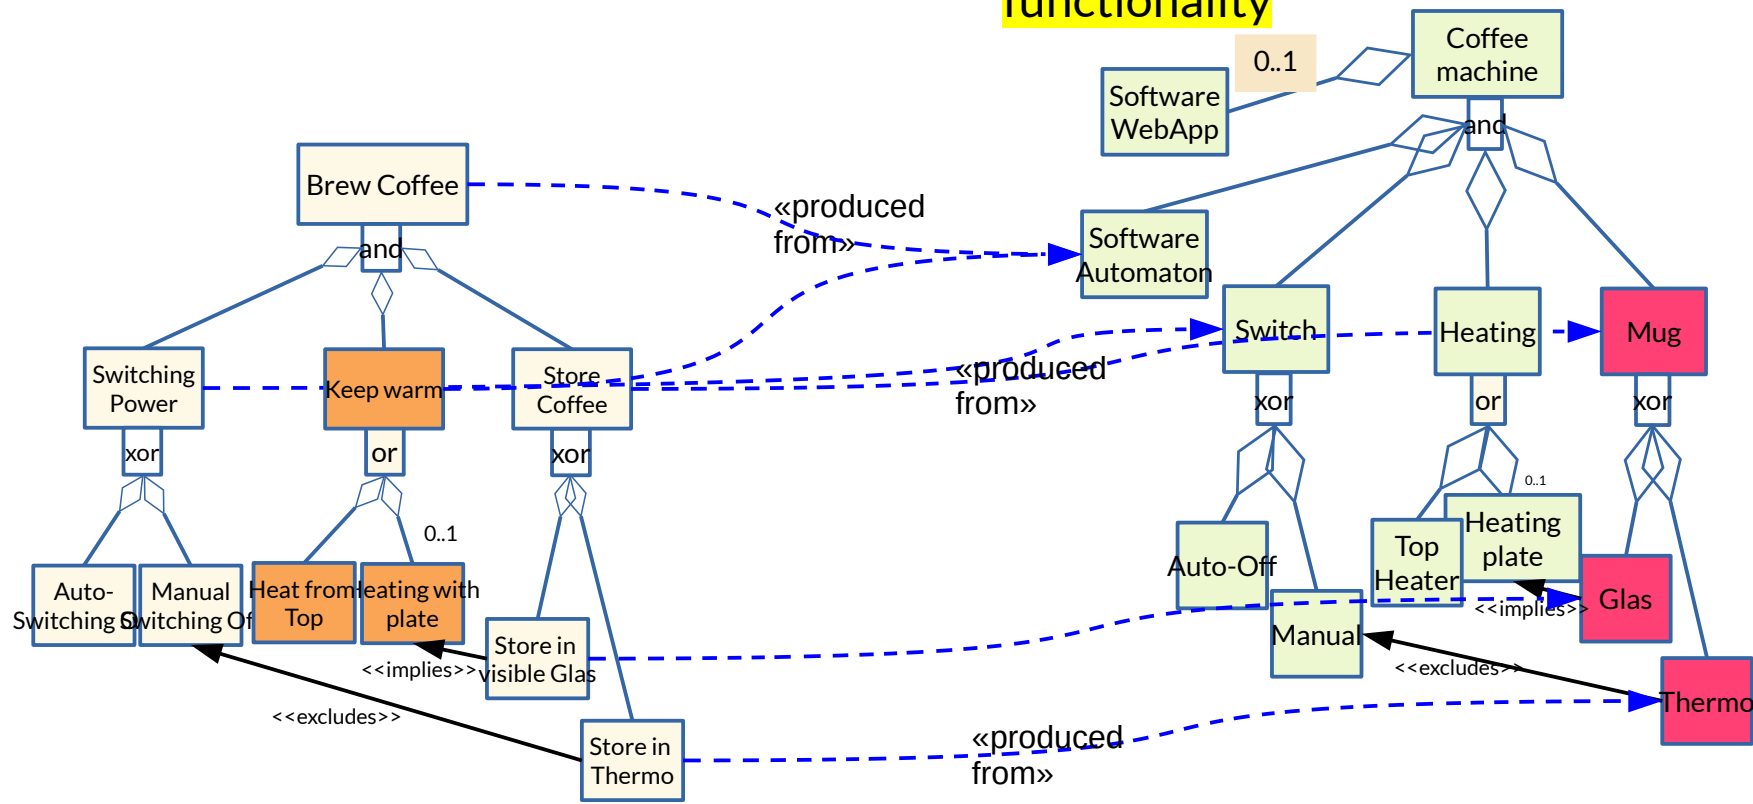 functionality
Coffee
machine
0..1
Software
WebApp
and
Brew Coffee
«produced
from»
and
Software
Automaton
Switch
Heating
Mug
Switching
Power
Keep warm
Store
Coffee
«produced
from»
xor
or
xor
xor
or
xor
0..1
0..1
Heating
plate
Top
Heater
Auto-Off
Auto-
Switching O
Manual
Switching Of
Heat from
Top
Heating with
plate
<<implies>>
Glas
Manual
Store in
visible Glas
<<implies>>
<<excludes>>
Thermo
<<excludes>>
Store in
Thermo
«produced
from»